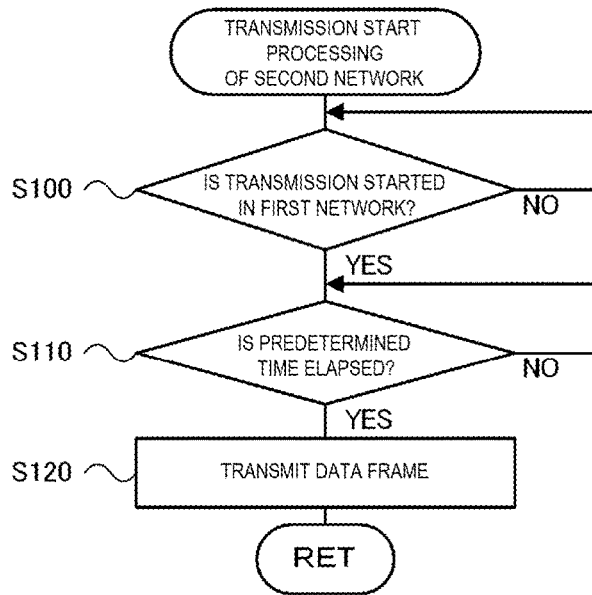 TRANSMISSION START
PROCESSING
OF SECOND NETWORK
S100
IS TRANSMISSION STARTED
IN FIRST NETWORK?
NO
YES
S110
IS PREDETERMINED
TIME ELAPSED?
NO
YES
S120
TRANSMIT DATA FRAME
RET